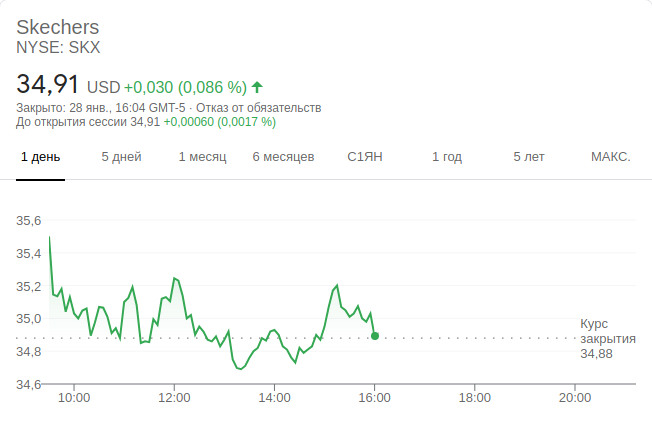 Skechers
NYSE: SKX
34,91 USD +0,030 (0,086 %)
Закрыто: 28 янв., 16:04 GMT-5 · Отказ от обязательств
До открытия сессии 34,91 +0,00060 (0,0017 %)
1 день 5 дней 1 месяц 6 месяцев С1ЯН 1 год 5 лет МАКС.
35,6
35,4
35,2
35,0
Курс
закрытия
34,88
34,8
34,6
10:00 12:00 14:00 16:00 18:00 20:00